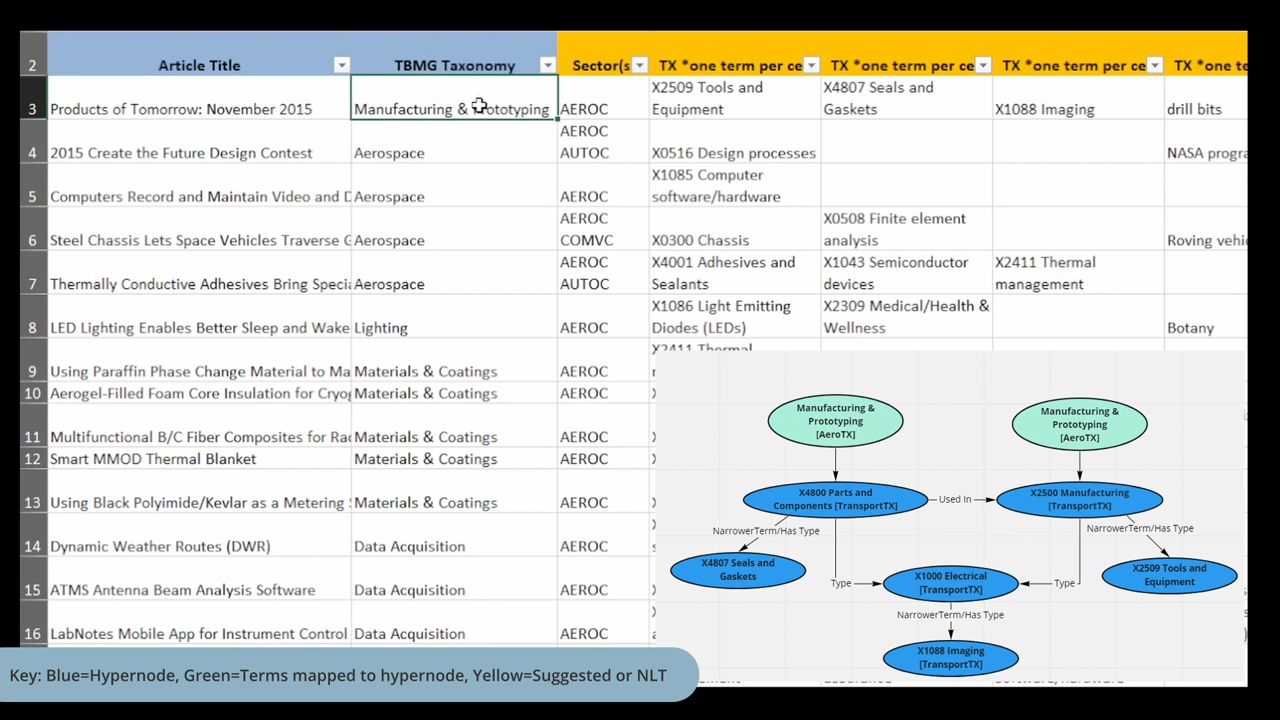 2 Article Title TBMG Taxonomy Sector(s TX *one term per ce TX *one term per ce TX *one term per ce TX *one te
X2509 Tools and X4807 Seals and
3 Products of Tomorrow: November 2015 Manufacturing & Prototyping AEROC Equipment Gaskets X1088 Imaging drill bits
AEROC
4 2015 Create the Future Design Contest Aerospace AUTOC X0516 Design processes NASA progra
X1085 Computer
5 Computers Record and Maintain Video and D Aerospace AEROC software/hardware
AEROC X0508 Finite element
6 Steel Chassis Lets Space Vehicles Traverse G Aerospace COMVC X0300 Chassis analysis Roving vehic
AEROC X4001 Adhesives and X1043 Semiconductor X2411 Thermal
7 Thermally Conductive Adhesives Bring Specia Aerospace AUTOC Sealants devices management
X1086 Light Emitting X2309 Medical/Health &
8 LED Lighting Enables Better Sleep and Wake Lighting AEROC Diodes (LEDs) Wellness Botany
X2411 Thermal
9 Using Paraffin Phase Change Material to Ma Materials & Coatings AEROC
10 Aerogel-Filled Foam Core Insulation for Cryog Materials & Coatings AEROC
11 Multifunctional B/C Fiber Composites for Rad Materials & Coatings AEROC
12 Smart MMOD Thermal Blanket Materials & Coatings AEROC
13 Using Black Polyimide/Kevlar as a Metering Materials & Coatings AEROC
14 Dynamic Weather Routes (DWR) Data Acquisition AEROC
15 ATMS Antenna Beam Analysis Software Data Acquisition AEROC
16 LabNotes Mobile App for Instrument Control Data Acquisition AEROC
Manufacturing &
Prototyping
[AeroTX]
Manufacturing &
Prototyping
[AeroTX]
X4800 Parts and
Components [TransportTX]
Used In
X2500 Manufacturing
[TransportTX]
NarrowerTerm/Has Type
NarrowerTerm/Has Type
X4807 Seals and
Gaskets
Type
X1000 Electrical
[TransportTX]
Type
X2509 Tools and
Equipment
NarrowerTerm/Has Type
X1088 Imaging
[TransportTX]
Key: Blue=Hypernode, Green=Terms mapped to hypernode, Yellow=Suggested or NLT